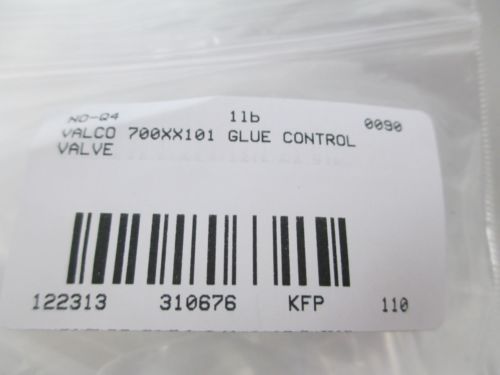 NO-Q4 1lb 0090
VALCO 700XX101 GLUE CONTROL
VALVE
122313 310676 KFP 110